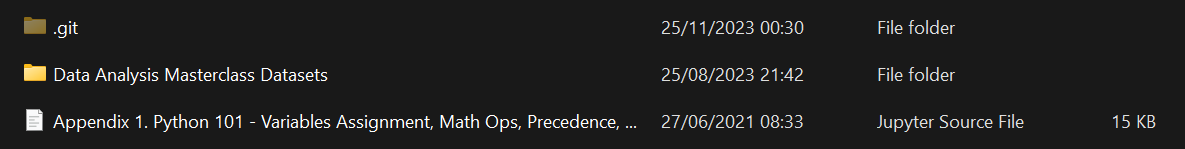 .git 25/11/2023 00:30 File folder
Data Analysis Masterclass Datasets 25/08/2023 21:42 File folder
Appendix 1. Python 101 - Variables Assignment, Math Ops, Precedence, ... 27/06/2021 08:33 Jupyter Source File 15 KB